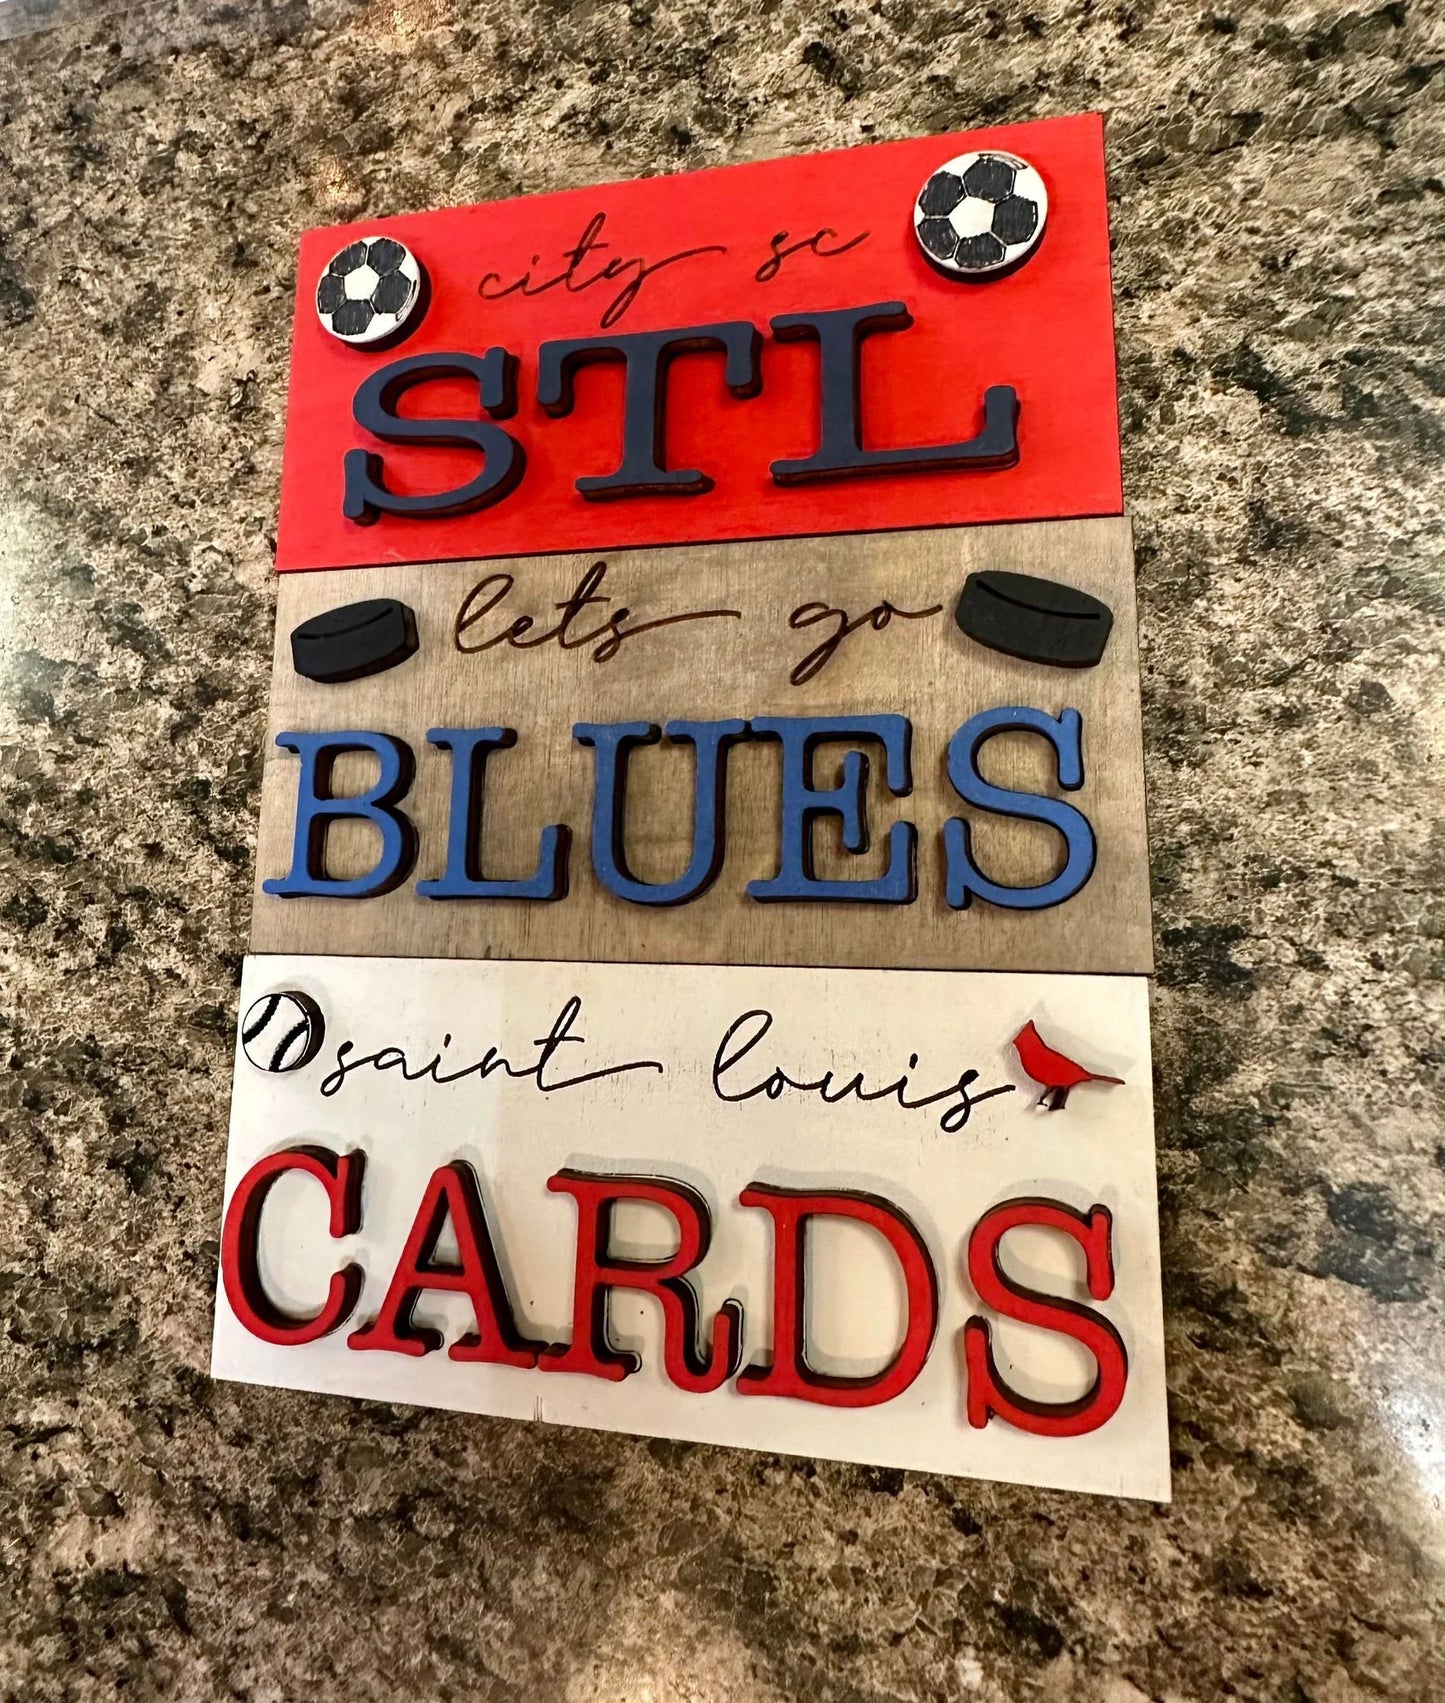 city sc
STL
lets go
BLUES
saint louis
CARDS